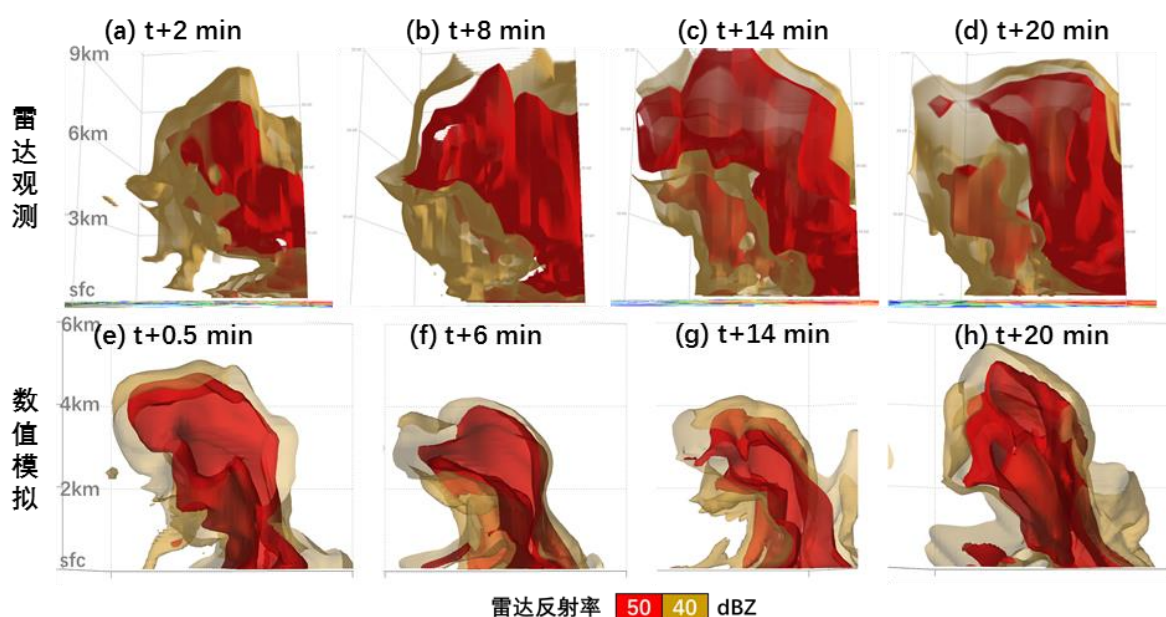 (a) t+2 min
(b) t+8 min
(c) t+14 min
(d) t+20 min
9km
6km
3km
sfc
雷达观测
6km
(e) t+0.5 min
(f) t+6 min
(g) t+14 min
(h) t+20 min
4km
2km
sfc
数值模拟
雷达反射率 50 40 dBZ